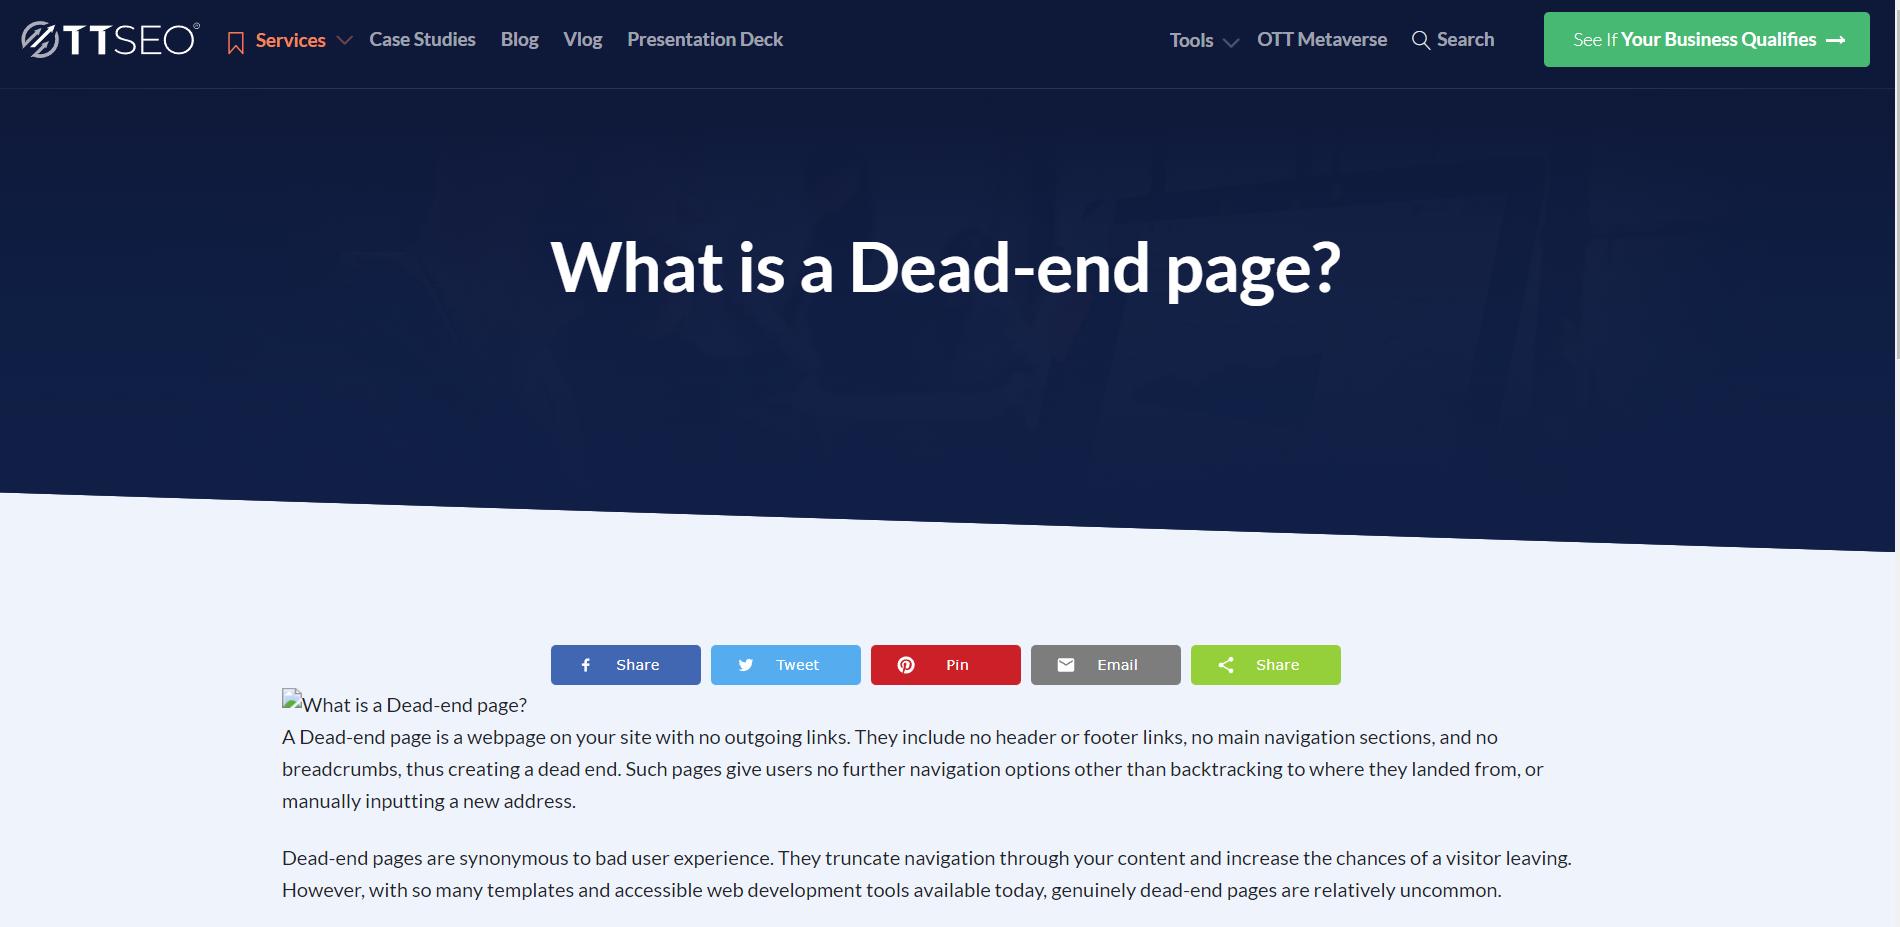 OTTSEO®
Services
Case Studies
Blog
Vlog
Presentation Deck
Tools
OTT Metaverse
Search
See If Your Business Qualifies
What is a Dead-end page?
Share
Tweet
Pin
Email
Share
What is a Dead-end page?
A Dead-end page is a webpage on your site with no outgoing links. They include no header or footer links, no main navigation sections, and no
breadcrumbs, thus creating a dead end. Such pages give users no further navigation options other than backtracking to where they landed from, or
manually inputting a new address.
Dead-end pages are synonymous to bad user experience. They truncate navigation through your content and increase the chances of a visitor leaving.
However, with so many templates and accessible web development tools available today, genuinely dead-end pages are relatively uncommon.